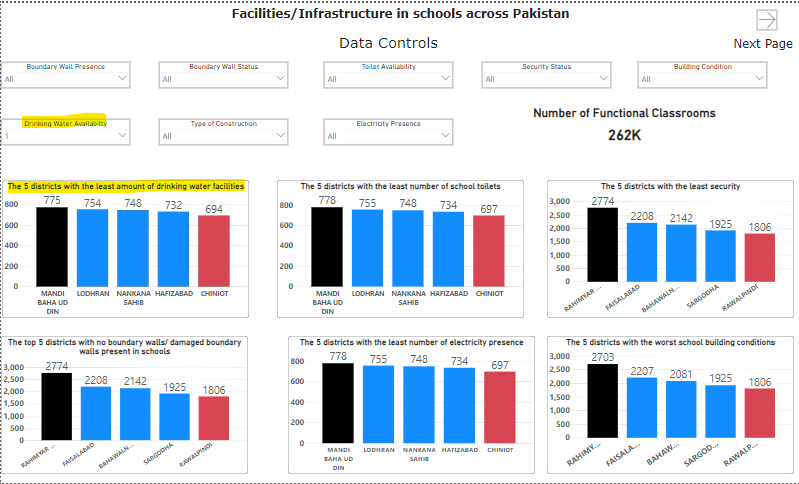 Facilities/Infrastructure in schools across Pakistan
Data Controls
Next Page
Boundary Wall Presence
All
Boundary Wall Status
All
Toilet Availability
All
Security Status
All
Building Condition
All
Drinking Water Availabilty
1
Type of Construction
All
Electricity Presence
All
Number of Functional Classrooms
262K
The 5 districts with the least amount of drinking water facilities
775 754 748 732 694
800
600
400
200
0
MANDI BAHA UD DIN
LODHRAN
NANKANA SAHIB
HAFIZABAD
CHINIOT
The 5 districts with the least number of school toilets
778 755 748 734 697
800
600
400
200
0
MANDI BAHA UD DIN
LODHRAN
NANKANA SAHIB
HAFIZABAD
CHINIOT
The 5 districts with the least security
2774 2208 2142 1925 1806
3,000
2,500
2,000
1,500
1,000
500
0
RAHIMYAR ...
FAISALABAD
BAHAWALN...
SARGODHA
RAWALPINDI
The top 5 districts with no boundary walls/ damaged boundary
walls present in schools
2774 2208 2142 1925 1806
3,000
2,500
2,000
1,500
1,000
500
0
RAHIMYAR ...
FAISALABAD
BAHAWALN...
SARGODHA
RAWALPINDI
The 5 districts with the least number of electricity presence
778 755 748 734 697
800
600
400
200
0
MANDI BAHA UD DIN
LODHRAN
NANKANA SAHIB
HAFIZABAD
CHINIOT
The 5 districts with the worst school building conditions
2703 2207 2081 1925 1806
3,000
2,500
2,000
1,500
1,000
500
0
RAHIMY...
FAISALA...
BAHAW...
SARGOD...
RAWALP...